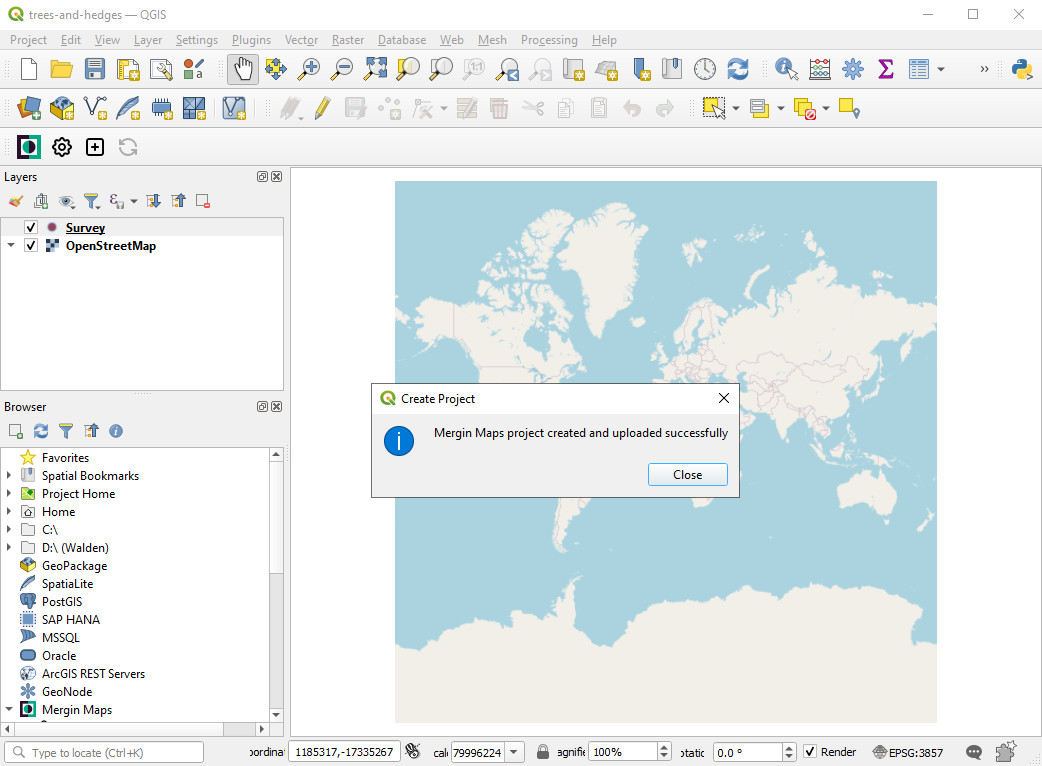 trees-and-hedges — QGIS
Project Edit View Layer Settings Plugins Vector Raster Database Web Mesh Processing Help
Layers
Survey
OpenStreetMap
Browser
Favorites
Spatial Bookmarks
Project Home
Home
C:\
D:\ (Walden)
GeoPackage
SpatiaLite
PostGIS
SAP HANA
MSSQL
Oracle
ArcGIS REST Servers
GeoNode
Mergin Maps
Create Project
Mergin Maps project created and uploaded successfully
Close
Type to locate (Ctrl+K) oordina 1185317,-17335267 cale 79996224 agnifie 100% otatic 0.0 ° Render EPSG:3857